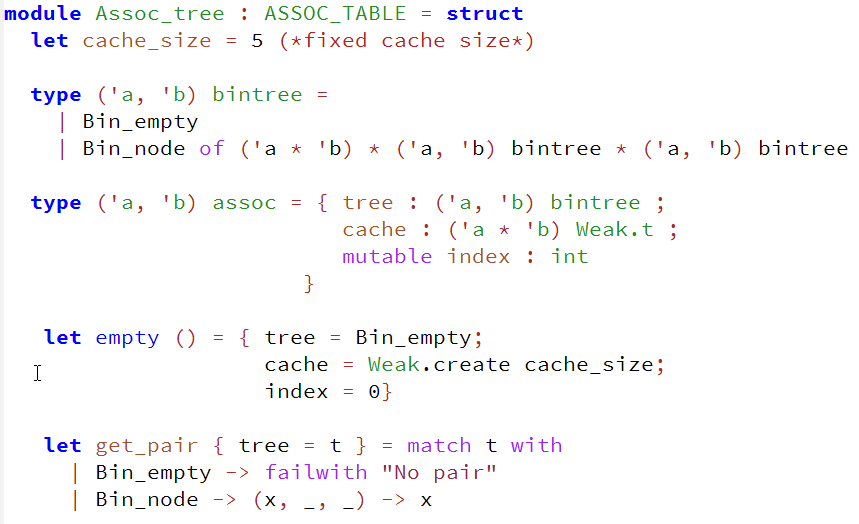 module Assoc_tree : ASSOC_TABLE = struct
let cache_size = 5 (*fixed cache size*)
type ('a, 'b) bintree =
| Bin_empty
| Bin_node of ('a * 'b) * ('a, 'b) bintree * ('a, 'b) bintree
type ('a, 'b) assoc = { tree : ('a, 'b) bintree ;
cache : ('a * 'b) Weak.t ;
mutable index : int
}
let empty () = { tree = Bin_empty;
cache = Weak.create cache_size;
index = 0}
let get_pair { tree = t } = match t with
| Bin_empty -> failwith "No pair"
| Bin_node -> (x, _, _) -> x